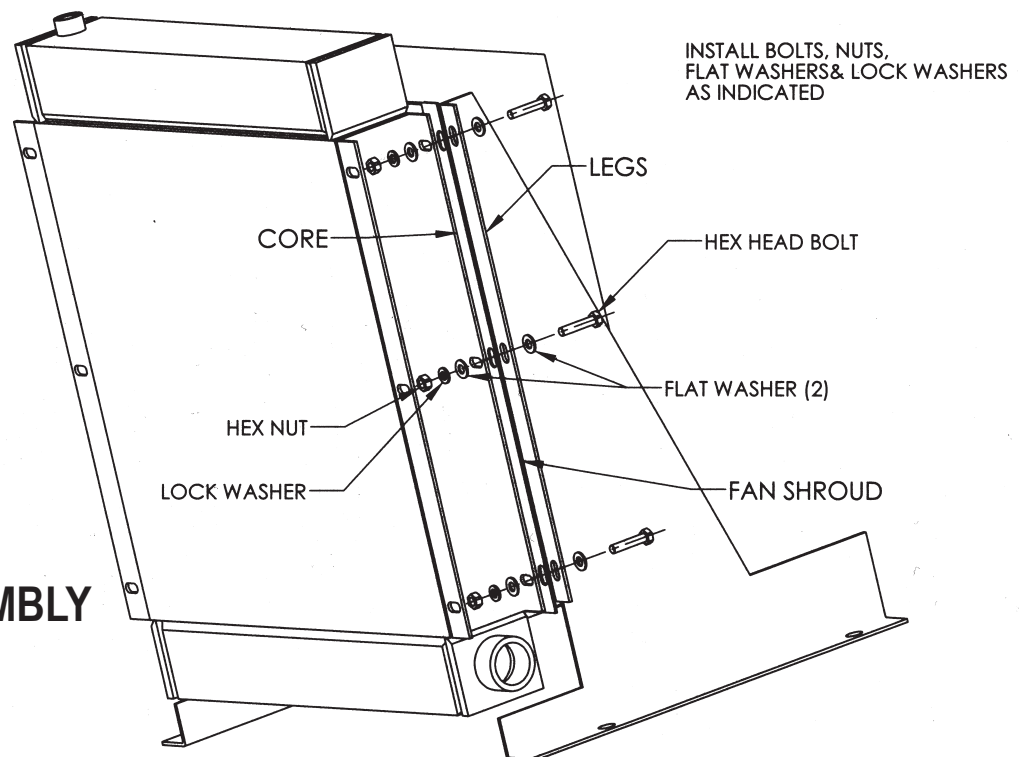 INSTALL BOLTS, NUTS,
FLAT WASHERS& LOCK WASHERS
AS INDICATED
LEGS
CORE
HEX HEAD BOLT
FLAT WASHER (2)
HEX NUT
LOCK WASHER
FAN SHROUD
MBLY